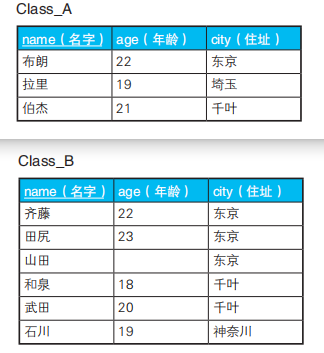 Class_A
name（名字） age（年龄） city（住址）
布朗 22 东京
拉里 19 埼玉
伯杰 21 千叶
Class_B
name（名字） age（年龄） city（住址）
齐藤 22 东京
田尻 23 东京
山田 东京
和泉 18 千叶
武田 20 千叶
石川 19 神奈川